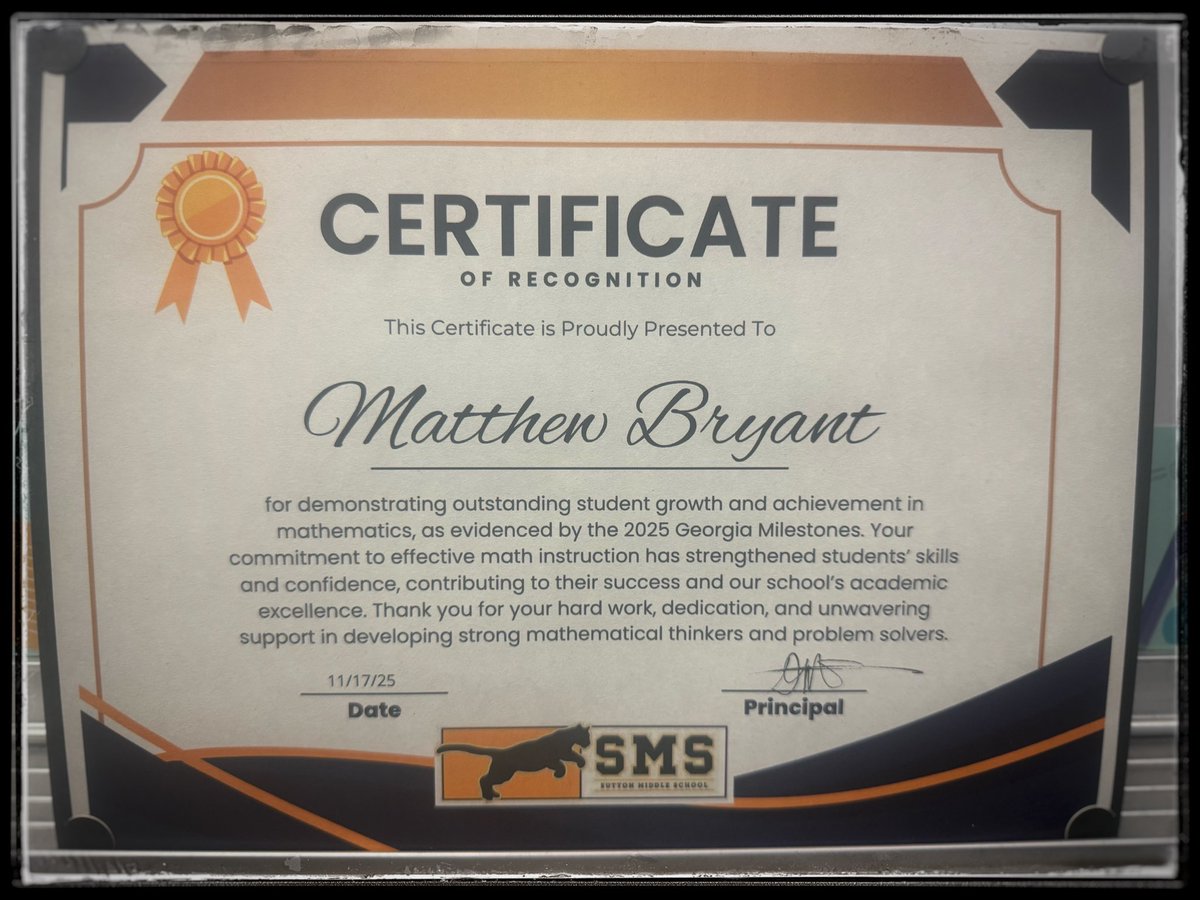 CERTIFICATE
OF RECOGNITION
This Certificate is Proudly Presented To
Matthew Bryant
for demonstrating outstanding student growth and achievement in
mathematics, as evidenced by the 2025 Georgia Milestones. Your
commitment to effective math instruction has strengthened students' skills
and confidence, contributing to their success and our school's academic
excellence. Thank you for your hard work, dedication, and unwavering
support in developing strong mathematical thinkers and problem solvers.
11/17/25
Date
Principal
SMS
SUTTON MIDDLE SCHOOL